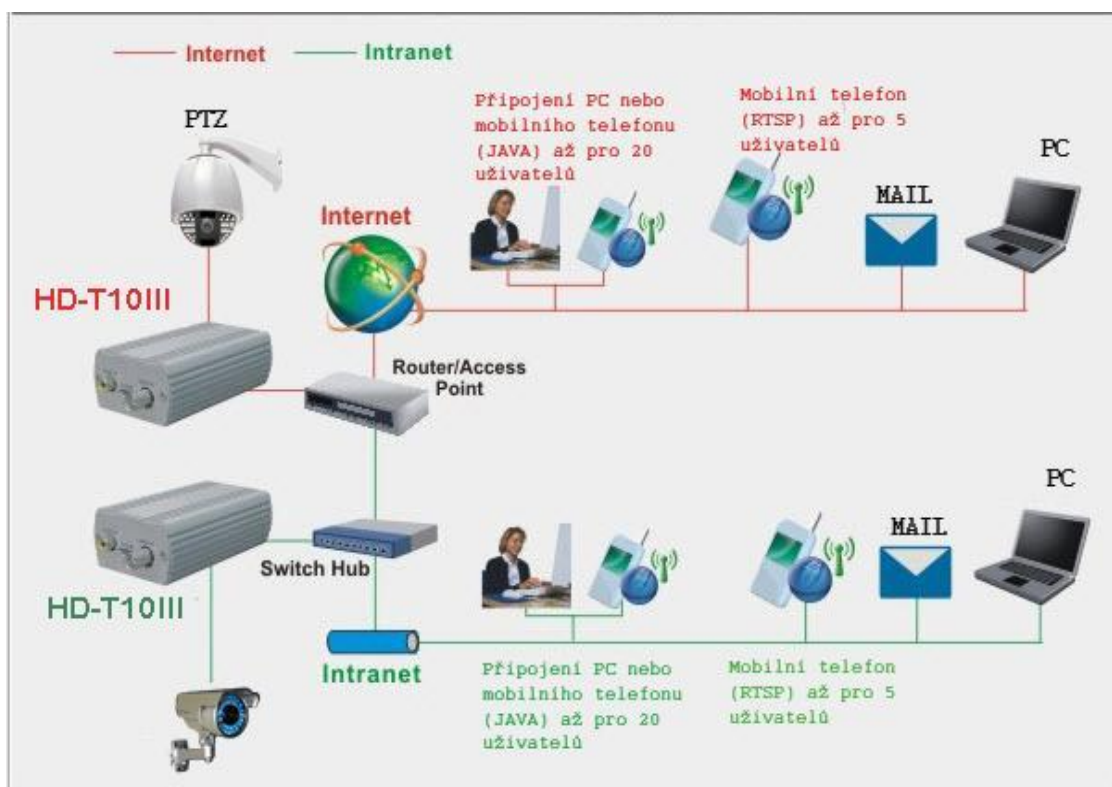 Internet
Intranet
PTZ
Připojení PC nebo
mobilního telefonu
(JAVA) až pro 20
uživatelů
Mobilní telefon
(RTSP) až pro 5
uživatelů
PC
MAIL
Internet
HD-T10III
Router/Access
Point
PC
MAIL
Switch Hub
HD-T10III
Intranet
Připojení PC nebo
mobilního telefonu
(JAVA) až pro 20
uživatelů
Mobilní telefon
(RTSP) až pro 5
uživatelů